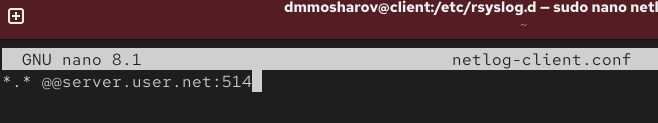 dmmosharov@client:/etc/rsyslog.d — sudo nano netl
~
GNU nano 8.1 netlog-client.conf
*.* @@server.user.net:514